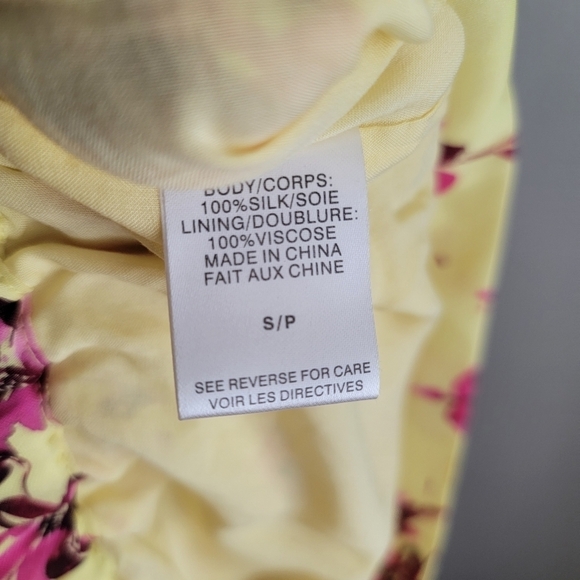 BODY/CORPS:
100%SILK/SOIE
LINING/DOUBLURE:
100%VISCOSE
MADE IN CHINA
FAIT AUX CHINE
S/P
SEE REVERSE FOR CARE
VOIR LES DIRECTIVES